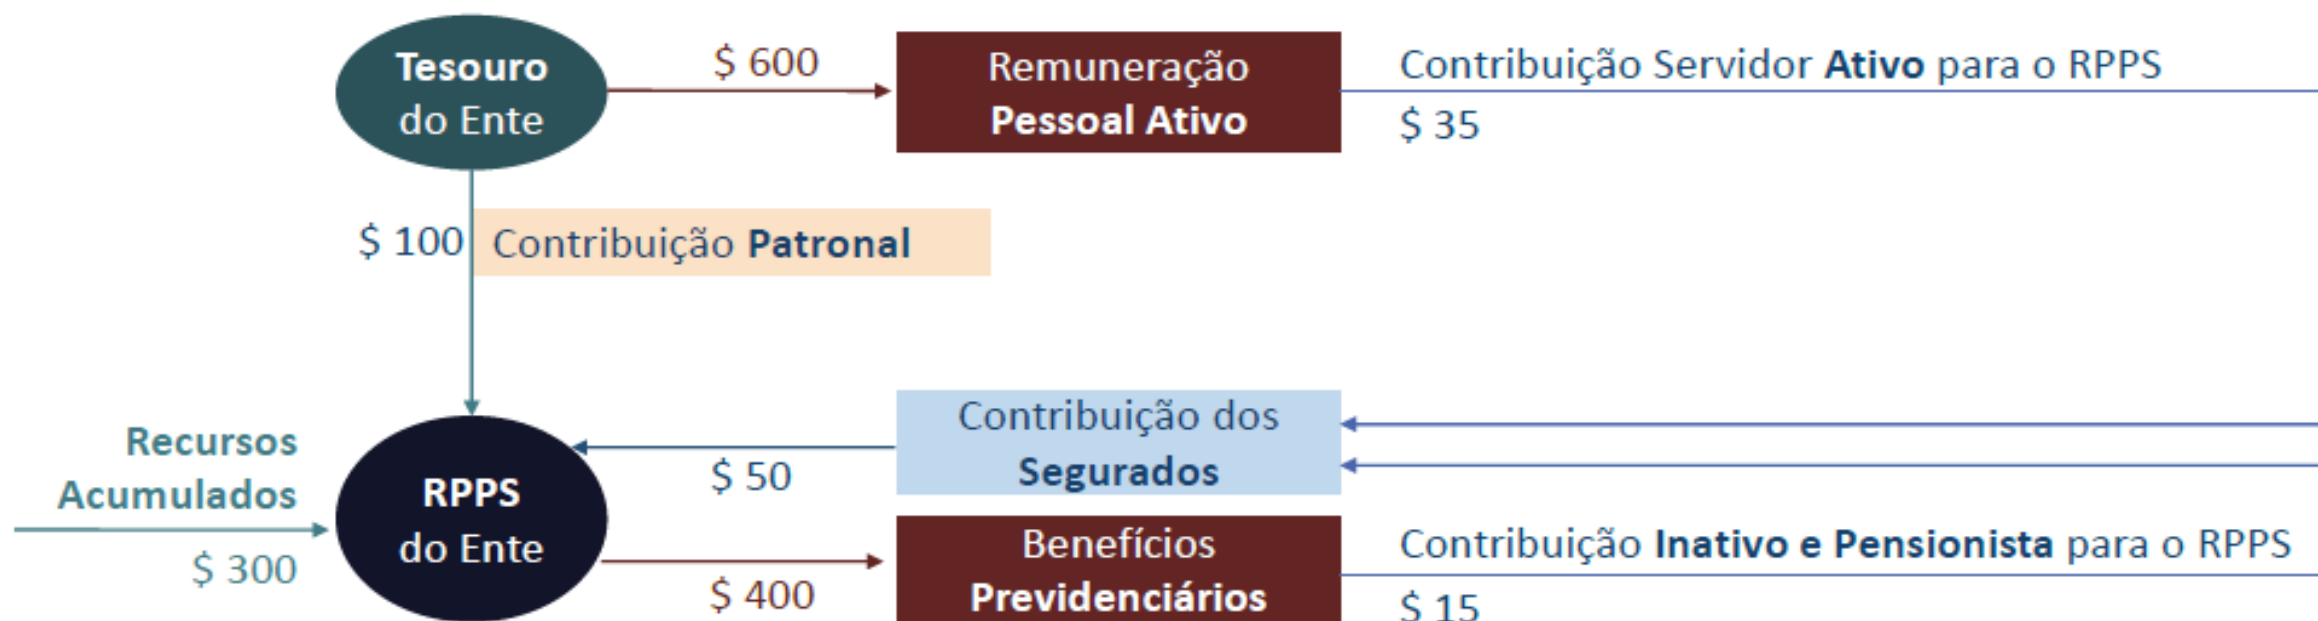 Tesouro
do Ente
$ 600
Remuneração
Pessoal Ativo
Contribuição Servidor Ativo para o RPPS
$ 35
$ 100
Contribuição Patronal
Recursos
Acumulados
$ 300
RPPS
do Ente
$ 50
Contribuição dos
Segurados
$ 400
Benefícios
Previdenciários
Contribuição Inativo e Pensionista para o RPPS
$ 15